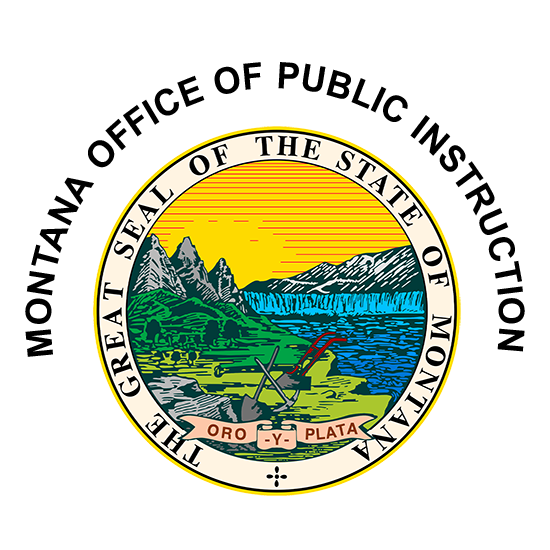 MONTANA OFFICE OF PUBLIC INSTRUCTION
THE GREAT SEAL OF THE STATE OF MONTANA
ORO -Y- PLATA